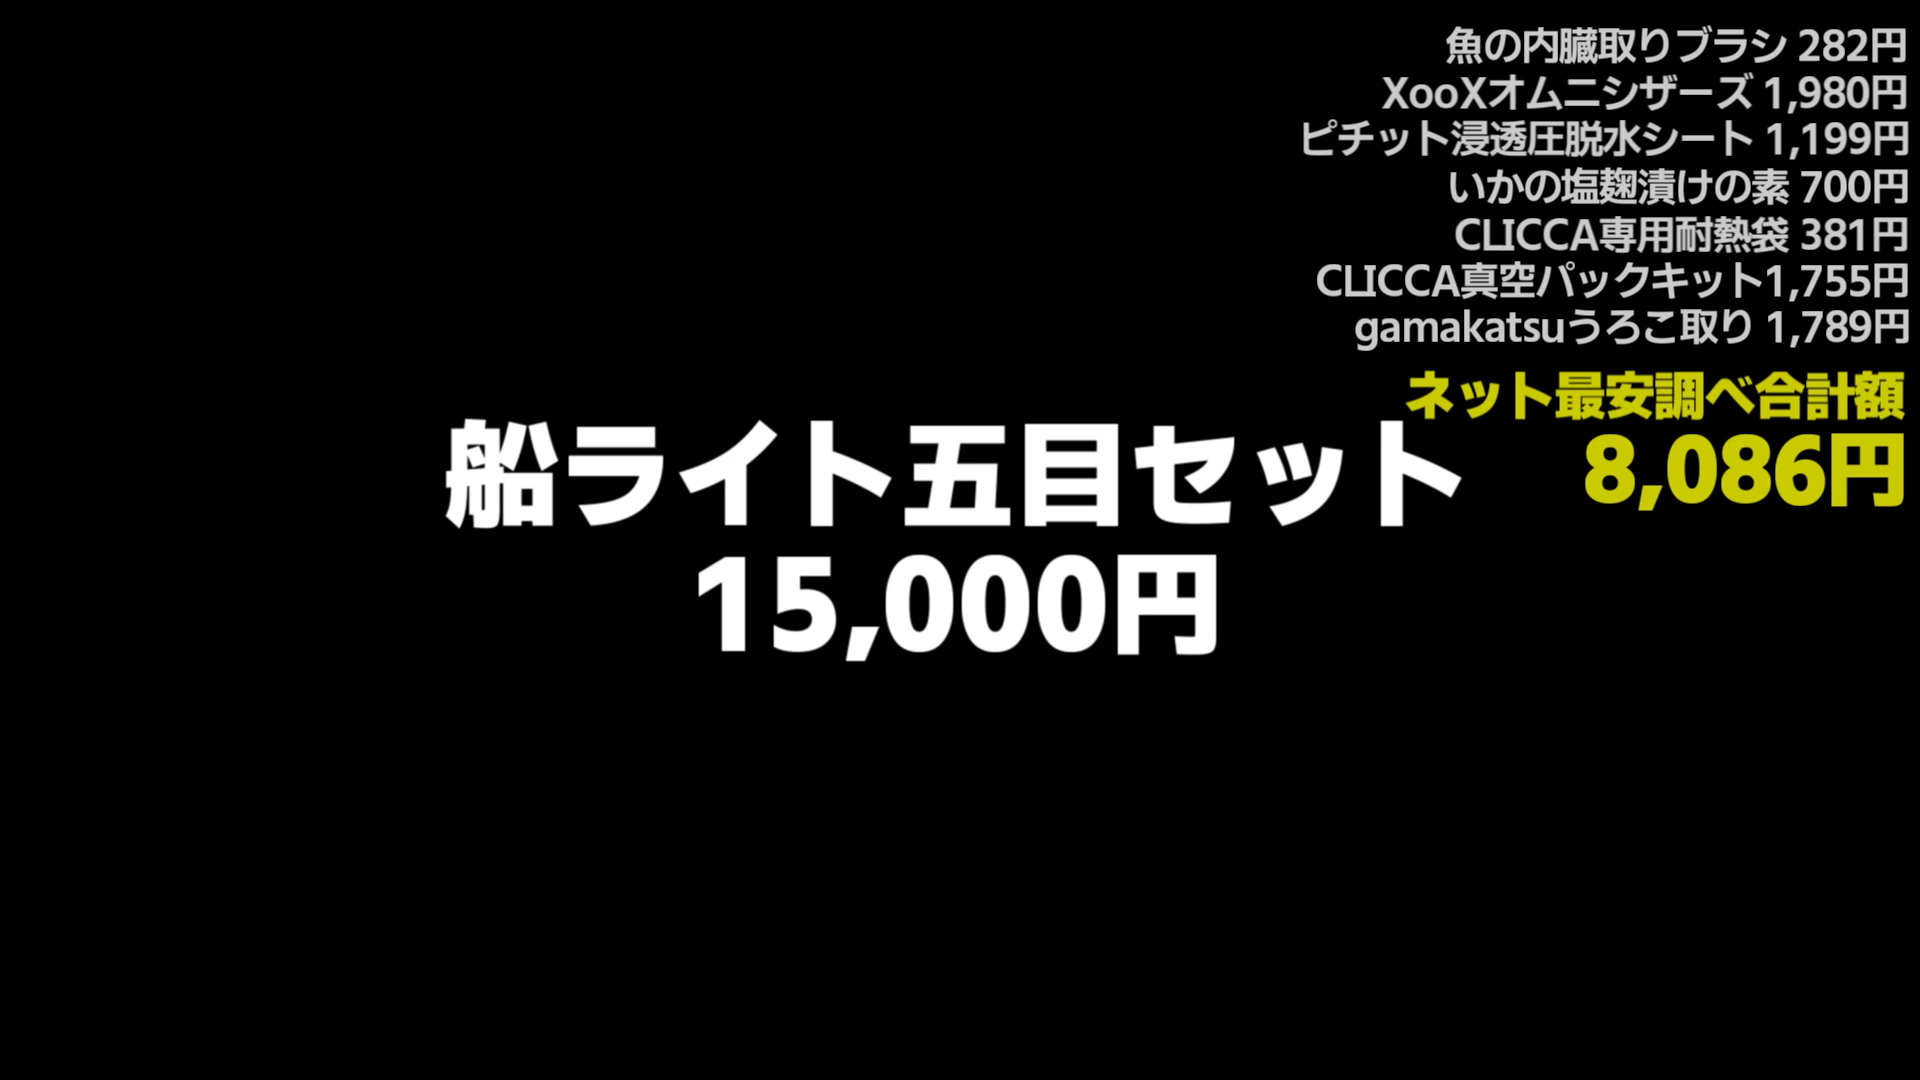 魚の内臓取りブラシ 282円
XooXオムニシザーズ 1,980円
ピチット浸透圧脱水シート 1,199円
いかの塩麹漬けの素 700円
CLICCA専用耐熱袋 381円
CLICCA真空パックキット1,755円
gamakatsuうろこ取り 1,789円
ネット最安調べ合計額
8,086円
船ライト五目セット
15,000円